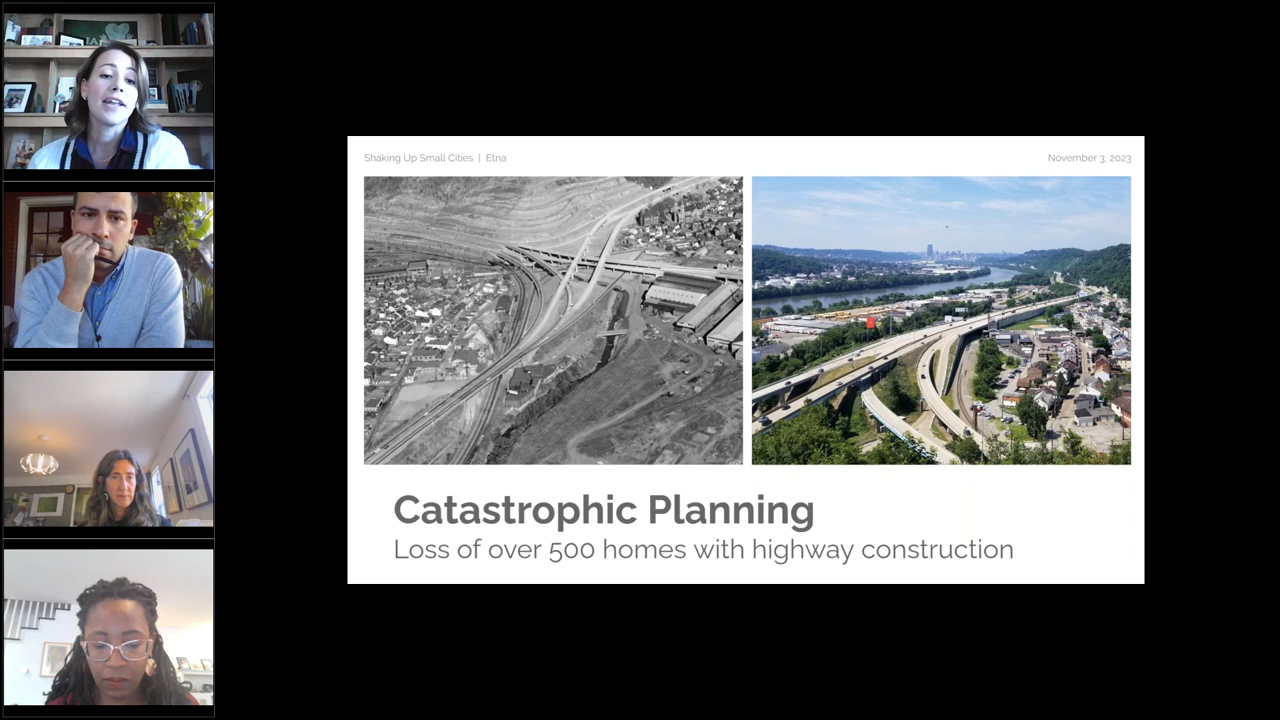 Shaking Up Small Cities | Etna
November 3, 2023
Catastrophic Planning
Loss of over 500 homes with highway construction